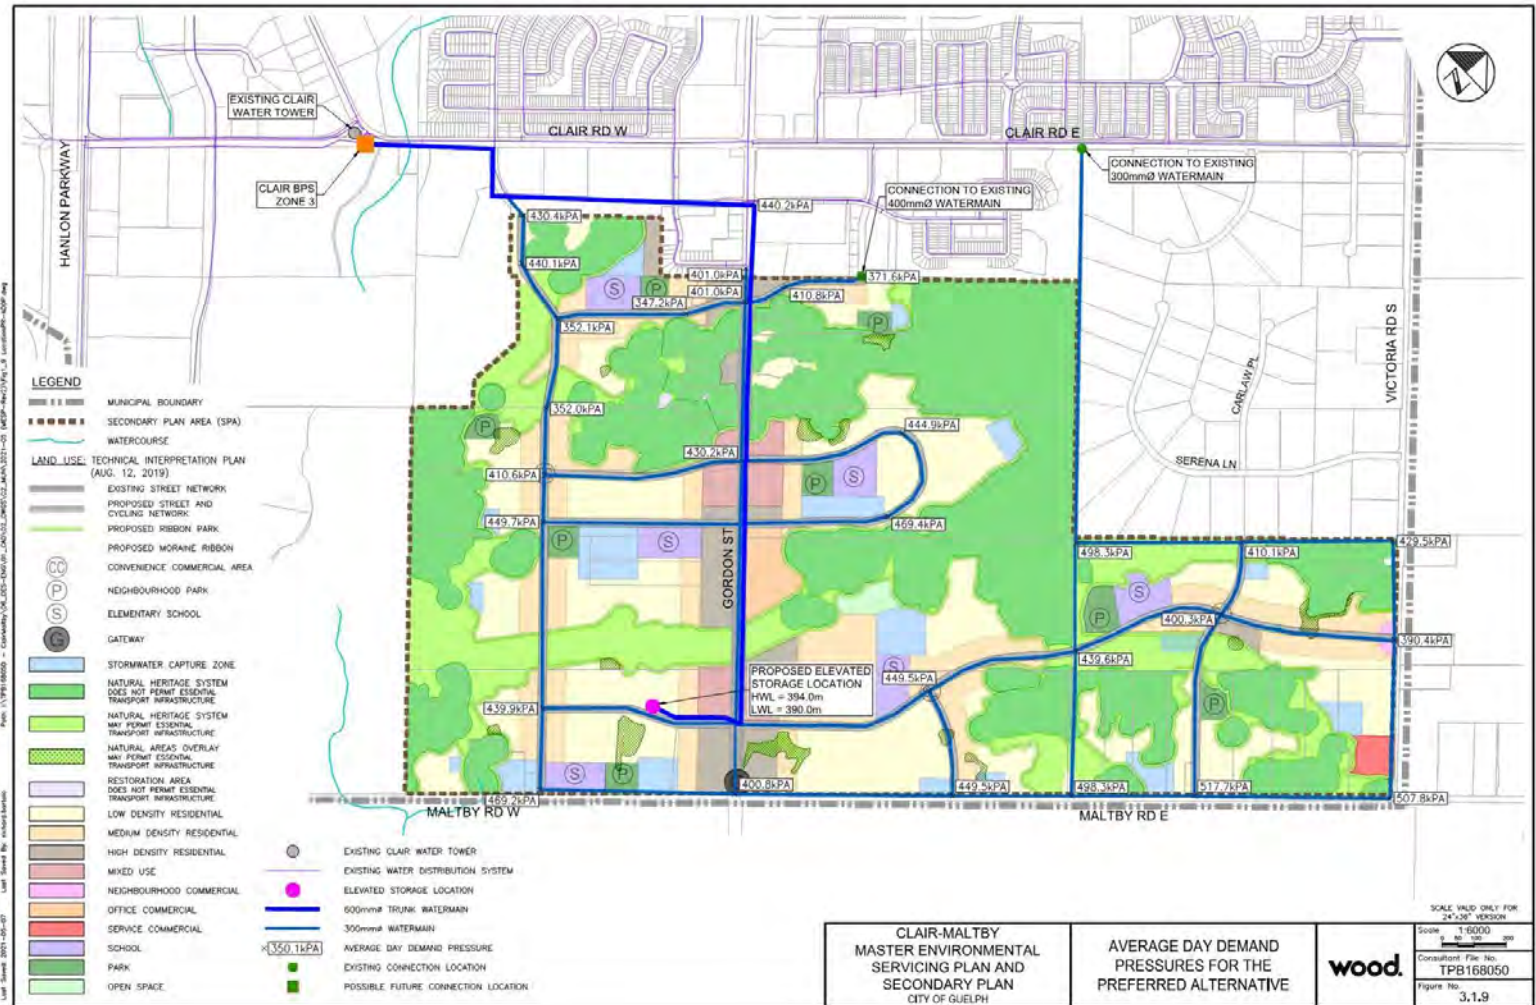 EXISTING CLAIR
WATER TOWER
CLAIR RD W
CLAIR RD E
CLAIR BPS
ZONE 3
HANLON PARKWAY
CONNECTION TO EXISTING
300mmØ WATERMAIN
CONNECTION TO EXISTING
400mmØ WATERMAIN
VICTORIA RD S
CARLAW PL
SERENA LN
GORDON ST
440.2kPA
430.4kPA
440.1kPA
401.0kPA
371.6kPA
401.0kPA
410.8kPA
347.2kPA
352.1kPA
352.0kPA
444.9kPA
430.2kPA
410.6kPA
449.7kPA
469.4kPA
498.3kPA
410.1kPA
429.5kPA
400.3kPA
390.4kPA
439.6kPA
449.5kPA
439.9kPA
PROPOSED ELEVATED
STORAGE LOCATION
HWL = 394.0m
LWL = 390.0m
400.8kPA
449.5kPA
498.3kPA
517.7kPA
507.8kPA
469.2kPA
MALTBY RD W
MALTBY RD E
S
P
P
P
P
S
P
S
S
P
S
P
S
P
G
LEGEND
MUNICIPAL BOUNDARY
SECONDARY PLAN AREA (SPA)
WATERCOURSE
LAND USE: TECHNICAL INTERPRETATION PLAN
(AUG. 12, 2019)
EXISTING STREET NETWORK
PROPOSED STREET AND
CYCLING NETWORK
PROPOSED RIBBON PARK
PROPOSED MORAINE RIBBON
CC CONVENIENCE COMMERCIAL AREA
P NEIGHBOURHOOD PARK
S ELEMENTARY SCHOOL
G GATEWAY
STORMWATER CAPTURE ZONE
NATURAL HERITAGE SYSTEM
DOES NOT PERMIT ESSENTIAL
TRANSPORT INFRASTRUCTURE
NATURAL HERITAGE SYSTEM
MAY PERMIT ESSENTIAL
TRANSPORT INFRASTRUCTURE
NATURAL AREAS OVERLAY
MAY PERMIT ESSENTIAL
TRANSPORT INFRASTRUCTURE
RESTORATION AREA
DOES NOT PERMIT ESSENTIAL
TRANSPORT INFRASTRUCTURE
LOW DENSITY RESIDENTIAL
MEDIUM DENSITY RESIDENTIAL
HIGH DENSITY RESIDENTIAL
MIXED USE
NEIGHBOURHOOD COMMERCIAL
OFFICE COMMERCIAL
SERVICE COMMERCIAL
SCHOOL
PARK
OPEN SPACE
EXISTING CLAIR WATER TOWER
EXISTING WATER DISTRIBUTION SYSTEM
ELEVATED STORAGE LOCATION
600mmø TRUNK WATERMAIN
300mmø WATERMAIN
350.1kPA AVERAGE DAY DEMAND PRESSURE
EXISTING CONNECTION LOCATION
POSSIBLE FUTURE CONNECTION LOCATION
CLAIR-MALTBY
MASTER ENVIRONMENTAL
SERVICING PLAN AND
SECONDARY PLAN
CITY OF GUELPH
AVERAGE DAY DEMAND
PRESSURES FOR THE
PREFERRED ALTERNATIVE
wood.
SCALE VALID ONLY FOR
24"x36" VERSION
Scale 1:6000
Consultant File No.
TPB168050
Figure No.
3.1.9